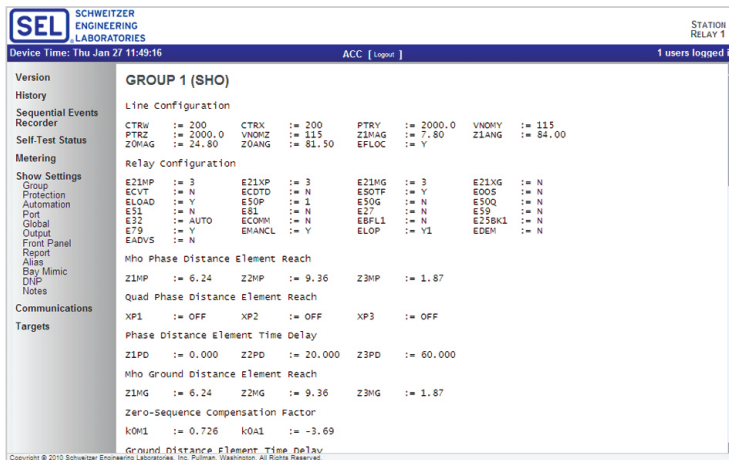 SEL SCHWEITZER
ENGINEERING
LABORATORIES
STATION
RELAY 1
Device Time: Thu Jan 27 11:49:16
ACC [ Logout ]
1 users logged i
Version
History
Sequential Events
Recorder
Self-Test Status
Metering
Show Settings
Group
Protection
Automation
Port
Global
Output
Front Panel
Report
Alias
Bay Mimic
DNP
Notes
Communications
Targets
GROUP 1 (SHO)
Line Configuration
CTRW := 200 CTRX := 200 PTRY := 2000.0 VNOMY := 115
PTRZ := 2000.0 VNOMZ := 115 Z1MAG := 7.80 Z1ANG := 84.00
Z0MAG := 24.80 Z0ANG := 81.50 EFLOC := Y
Relay Configuration
E21MP := 3 E21XP := 3 E21MG := 3 E21XG := N
ECVT := N ECDTD := N ESOTF := Y EOOS := N
ELOAD := Y E50P := 1 E50G := N E50Q := N
E51 := N E81 := N E27 := N E59 := N
E32 := AUTO ECOMM := N EBFL1 := N E25BK1 := N
E79 := Y EMANCL := Y ELOP := Y1 EDEM := N
EADVS := N
Mho Phase Distance Element Reach
Z1MP := 6.24 Z2MP := 9.36 Z3MP := 1.87
Quad Phase Distance Element Reach
XP1 := OFF XP2 := OFF XP3 := OFF
Phase Distance Element Time Delay
Z1PD := 0.000 Z2PD := 20.000 Z3PD := 60.000
Mho Ground Distance Element Reach
Z1MG := 6.24 Z2MG := 9.36 Z3MG := 1.87
Zero-Sequence Compensation Factor
k0M1 := 0.726 k0A1 := -3.69
Ground Distance Element Time Delay
Copyright © 2010 Schweitzer Engineering Laboratories, Inc. Pullman, Washington. All Rights Reserved.